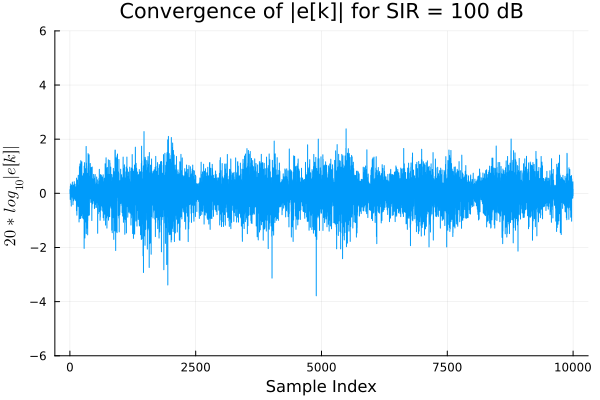 Convergence of |e[k]| for SIR = 100 dB
20 * log₁₀|e[k]|
6
4
2
0
−2
−4
−6
0 2500 5000 7500 10000
Sample Index